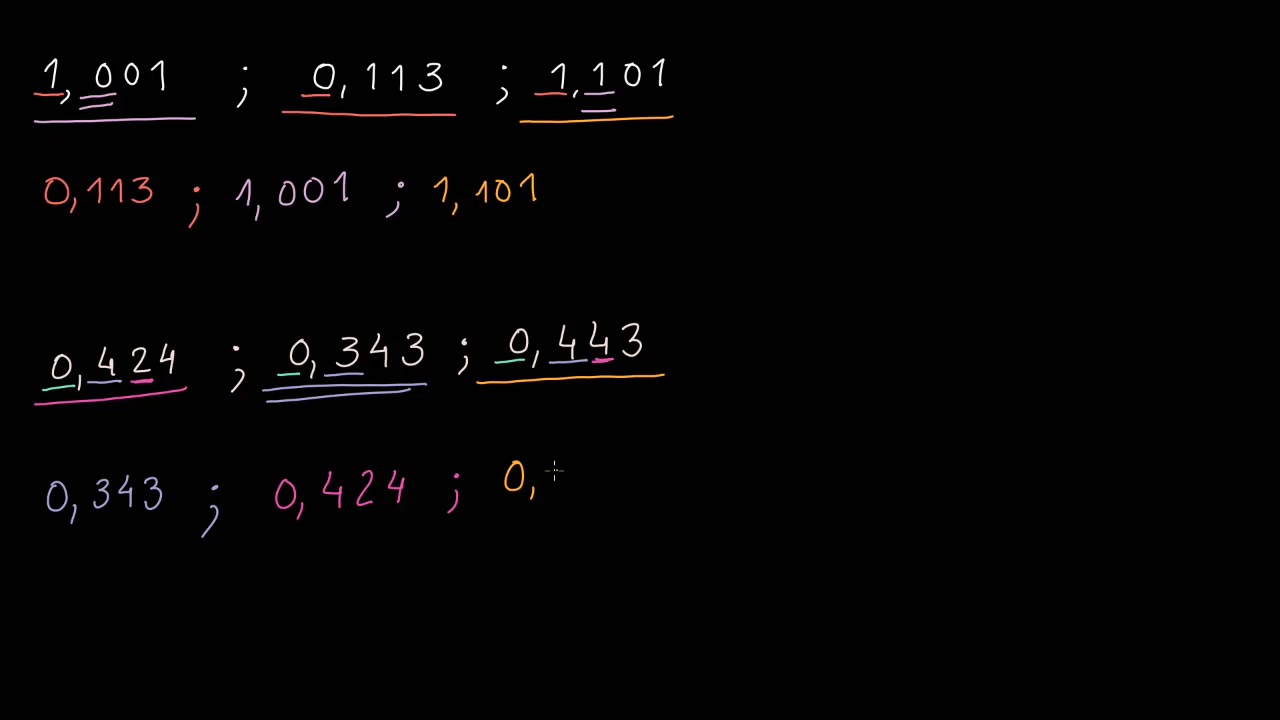 1,001 ; 0,113 ; 1,101
0,113 ; 1,001 ; 1,101
0,424 ; 0,343 ; 0,443
0,343 ; 0,424 ; 0,